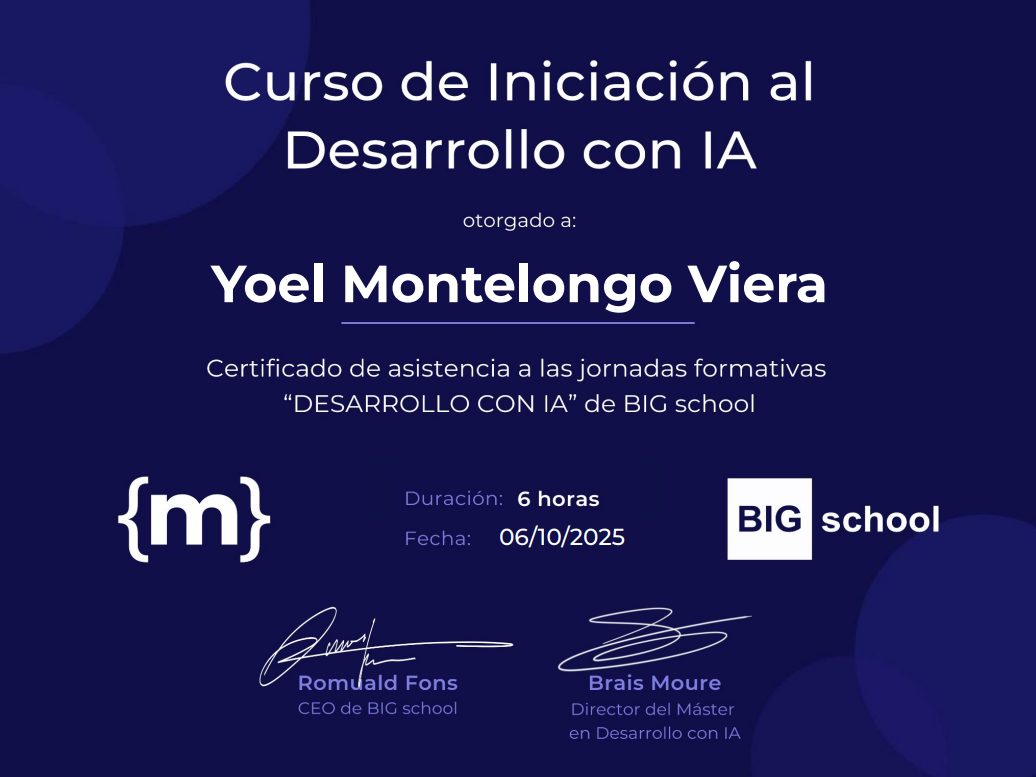 Curso de Iniciación al
Desarrollo con IA
otorgado a:
Yoel Montelongo Viera
Certificado de asistencia a las jornadas formativas
“DESARROLLO CON IA” de BIG school
{m}
Duración: 6 horas
Fecha: 06/10/2025
BIG school
Romuald Fons
CEO de BIG school
Brais Moure
Director del Máster
en Desarrollo con IA